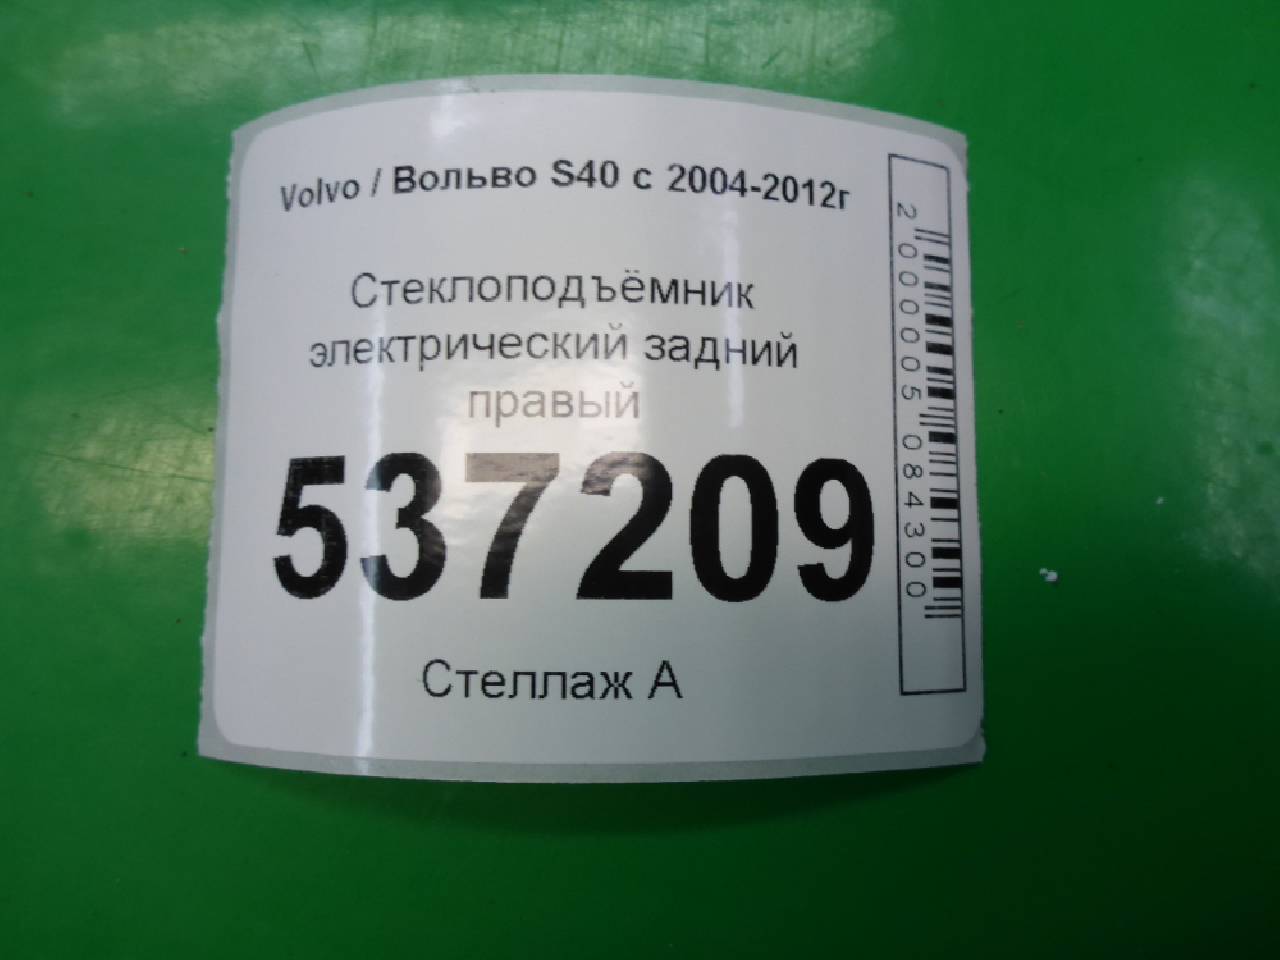 Volvo / Вольво S40 с 2004-2012г
Стеклоподъёмник
электрический задний
правый
537209
Стеллаж А
2000005084300